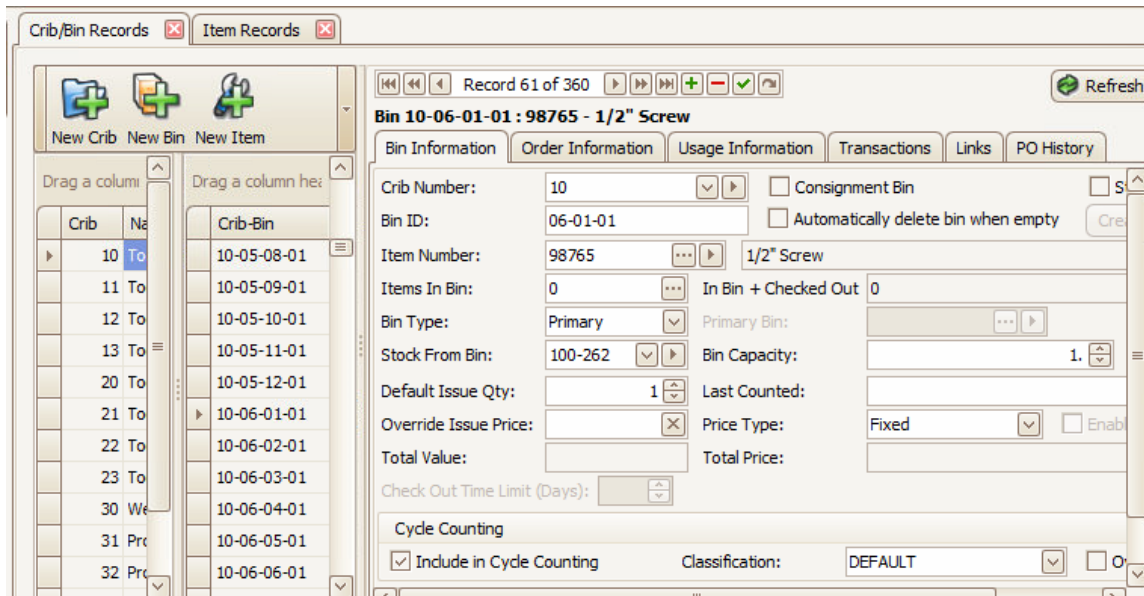 Crib/Bin Records Item Records
New Crib New Bin New Item
Record 61 of 360 Refresh
Bin 10-06-01-01 : 98765 - 1/2" Screw
Bin Information Order Information Usage Information Transactions Links PO History
Drag a colum Drag a column hea
Crib Na Crib-Bin
10 To 10-05-08-01
11 To 10-05-09-01
12 To 10-05-10-01
13 To 10-05-11-01
20 To 10-05-12-01
21 To 10-06-01-01
22 To 10-06-02-01
23 To 10-06-03-01
30 We 10-06-04-01
31 Pro 10-06-05-01
32 Pro 10-06-06-01
Crib Number: 10 Consignment Bin
Bin ID: 06-01-01 Automatically delete bin when empty Crea
Item Number: 98765 ... 1/2" Screw
Items In Bin: 0 ... In Bin + Checked Out 0
Bin Type: Primary Primary Bin: ...
Stock From Bin: 100-262 Bin Capacity: 1.
Default Issue Qty: 1 Last Counted:
Override Issue Price: Price Type: Fixed Enabl
Total Value: Total Price:
Check Out Time Limit (Days):
Cycle Counting
Include in Cycle Counting Classification: DEFAULT